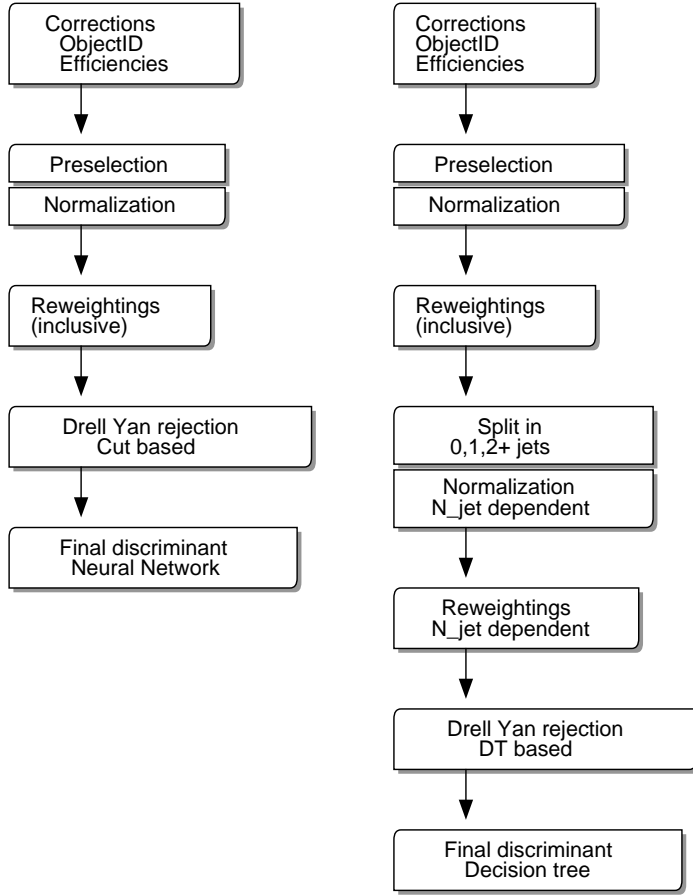 Corrections
ObjectID
Efficiencies
Preselection
Normalization
Reweightings
(inclusive)
Drell Yan rejection
Cut based
Final discriminant
Neural Network
Corrections
ObjectID
Efficiencies
Preselection
Normalization
Reweightings
(inclusive)
Split in
0,1,2+ jets
Normalization
N_jet dependent
Reweightings
N_jet dependent
Drell Yan rejection
DT based
Final discriminant
Decision tree